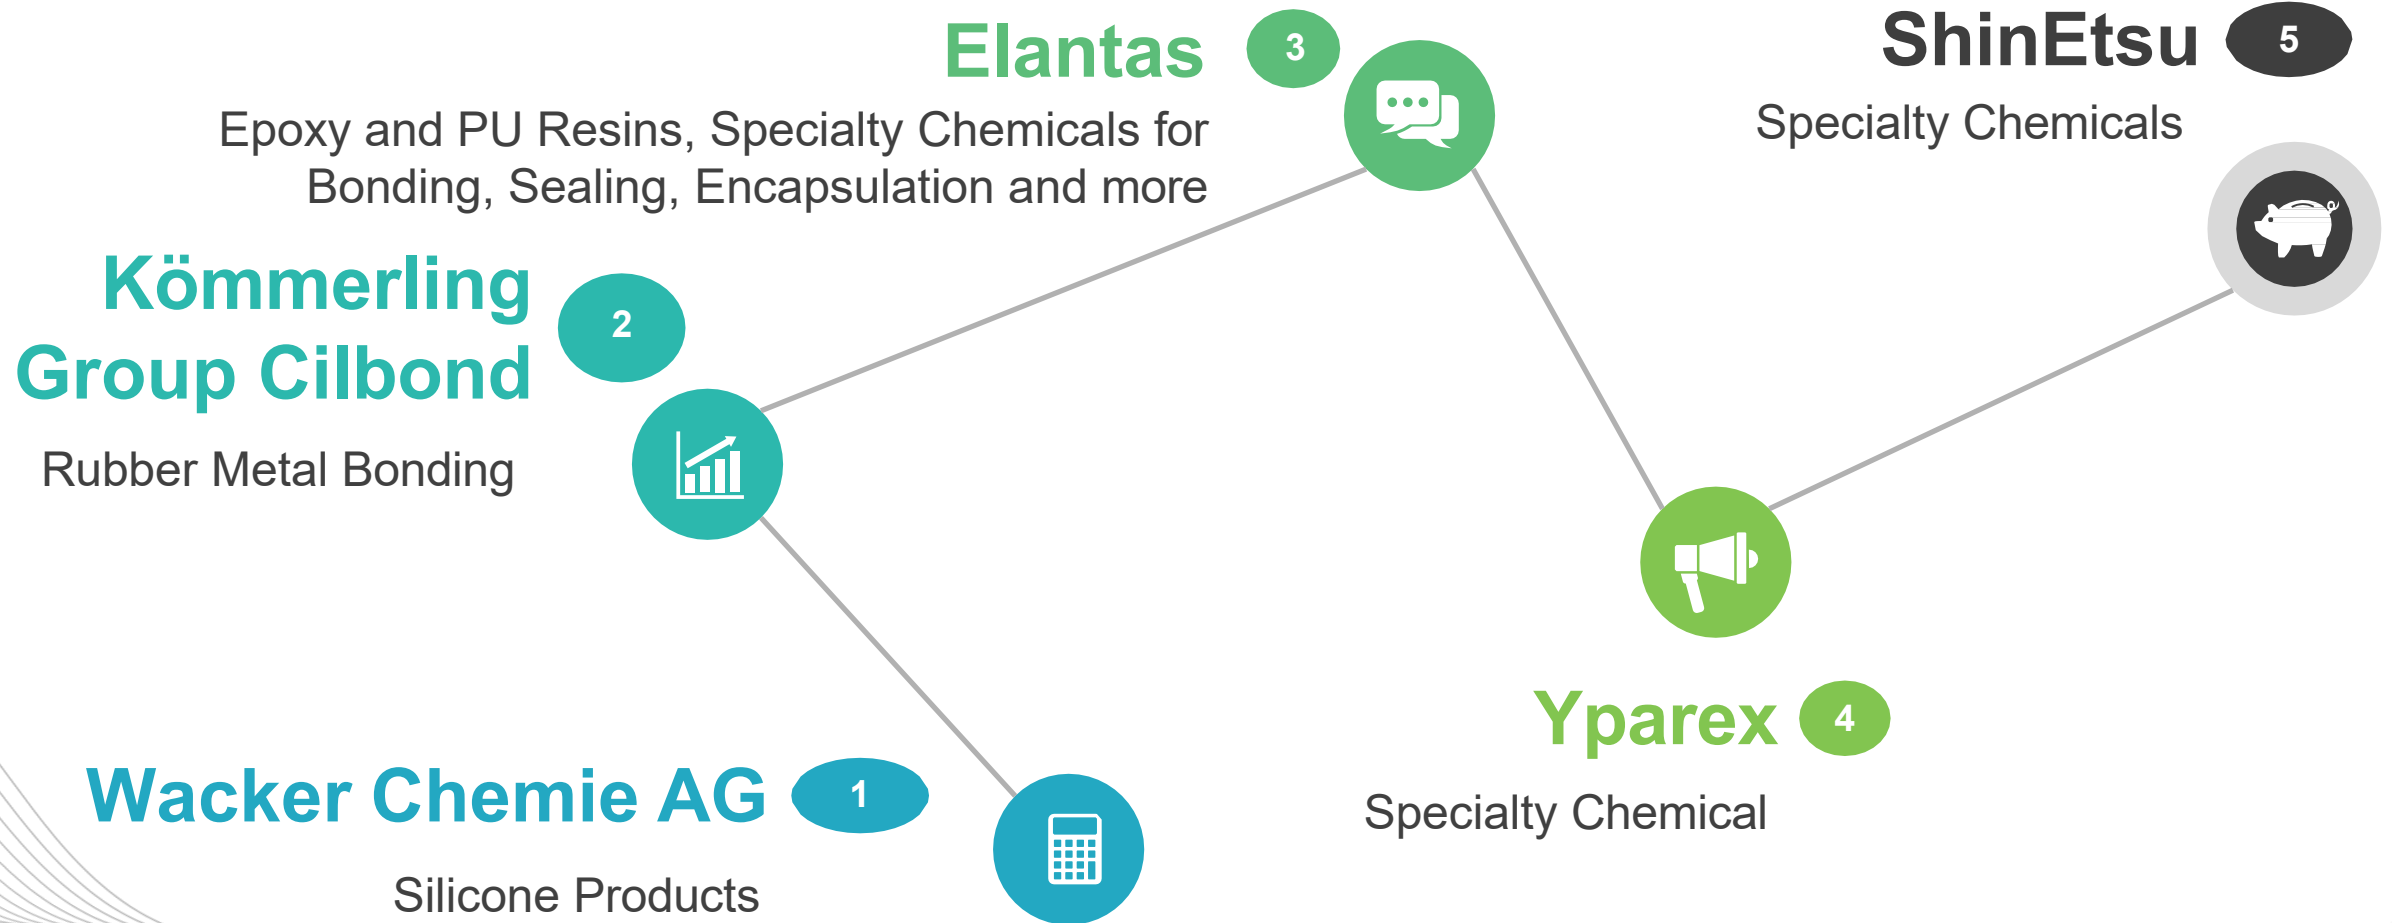 Elantas 3
Epoxy and PU Resins, Specialty Chemicals for
Bonding, Sealing, Encapsulation and more
ShinEtsu 5
Specialty Chemicals
Kömmerling
Group Cilbond
2
Rubber Metal Bonding
Yparex 4
Specialty Chemical
Wacker Chemie AG 1
Silicone Products